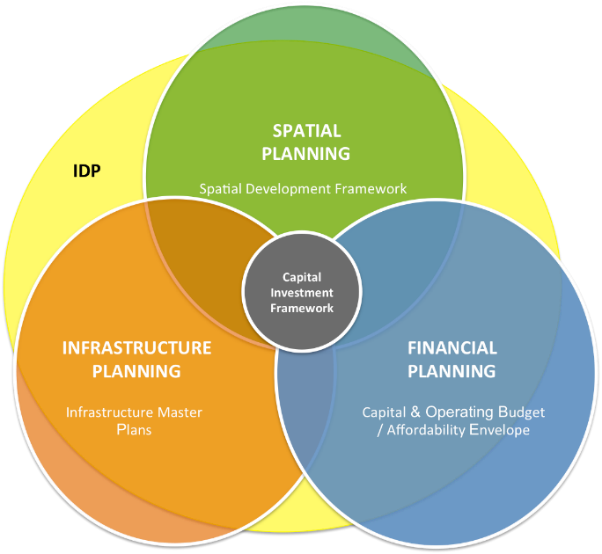 SPATIAL
PLANNING
IDP
Spatial Development Framework
Capital
Investment
Framework
INFRASTRUCTURE
PLANNING
Infrastructure Master
Plans
FINANCIAL
PLANNING
Capital & Operating Budget
/ Affordability Envelope